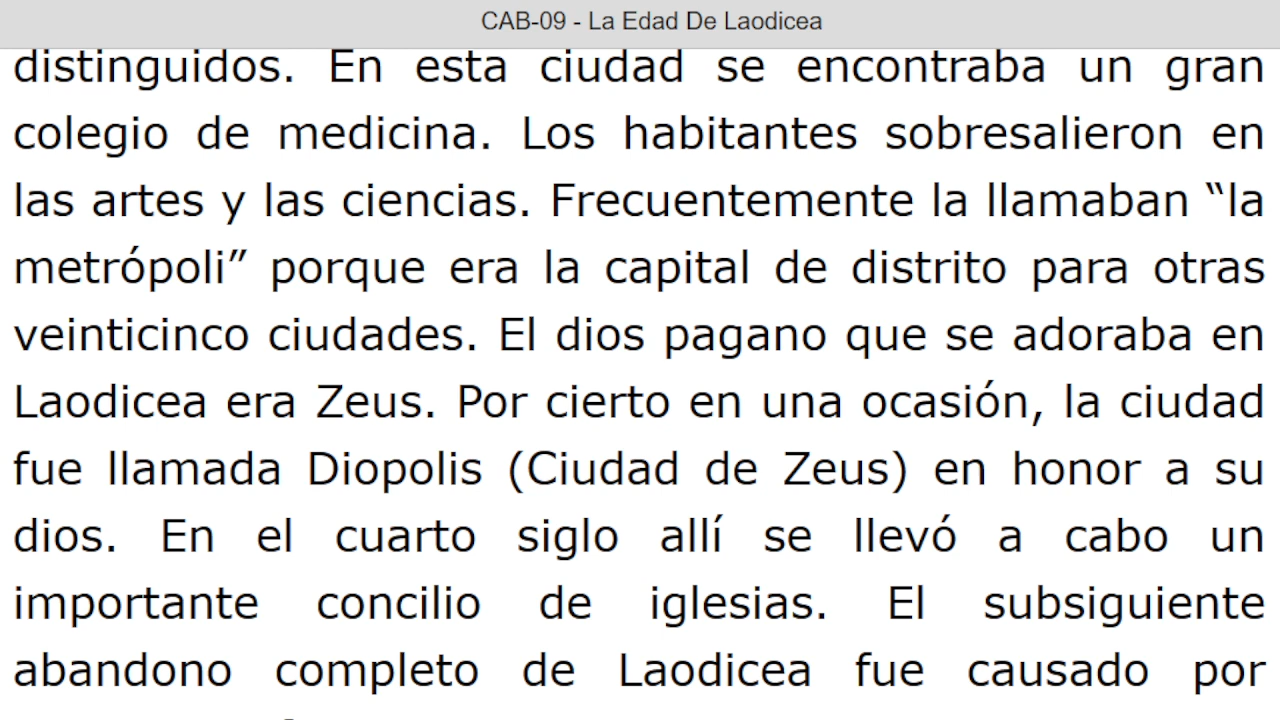 CAB-09 - La Edad De Laodicea
distinguidos. En esta ciudad se encontraba un gran
colegio de medicina. Los habitantes sobresalieron en
las artes y las ciencias. Frecuentemente la llamaban “la
metrópoli” porque era la capital de distrito para otras
veinticinco ciudades. El dios pagano que se adoraba en
Laodicea era Zeus. Por cierto en una ocasión, la ciudad
fue llamada Diopolis (Ciudad de Zeus) en honor a su
dios. En el cuarto siglo allí se llevó a cabo un
importante concilio de iglesias. El subsiguiente
abandono completo de Laodicea fue causado por